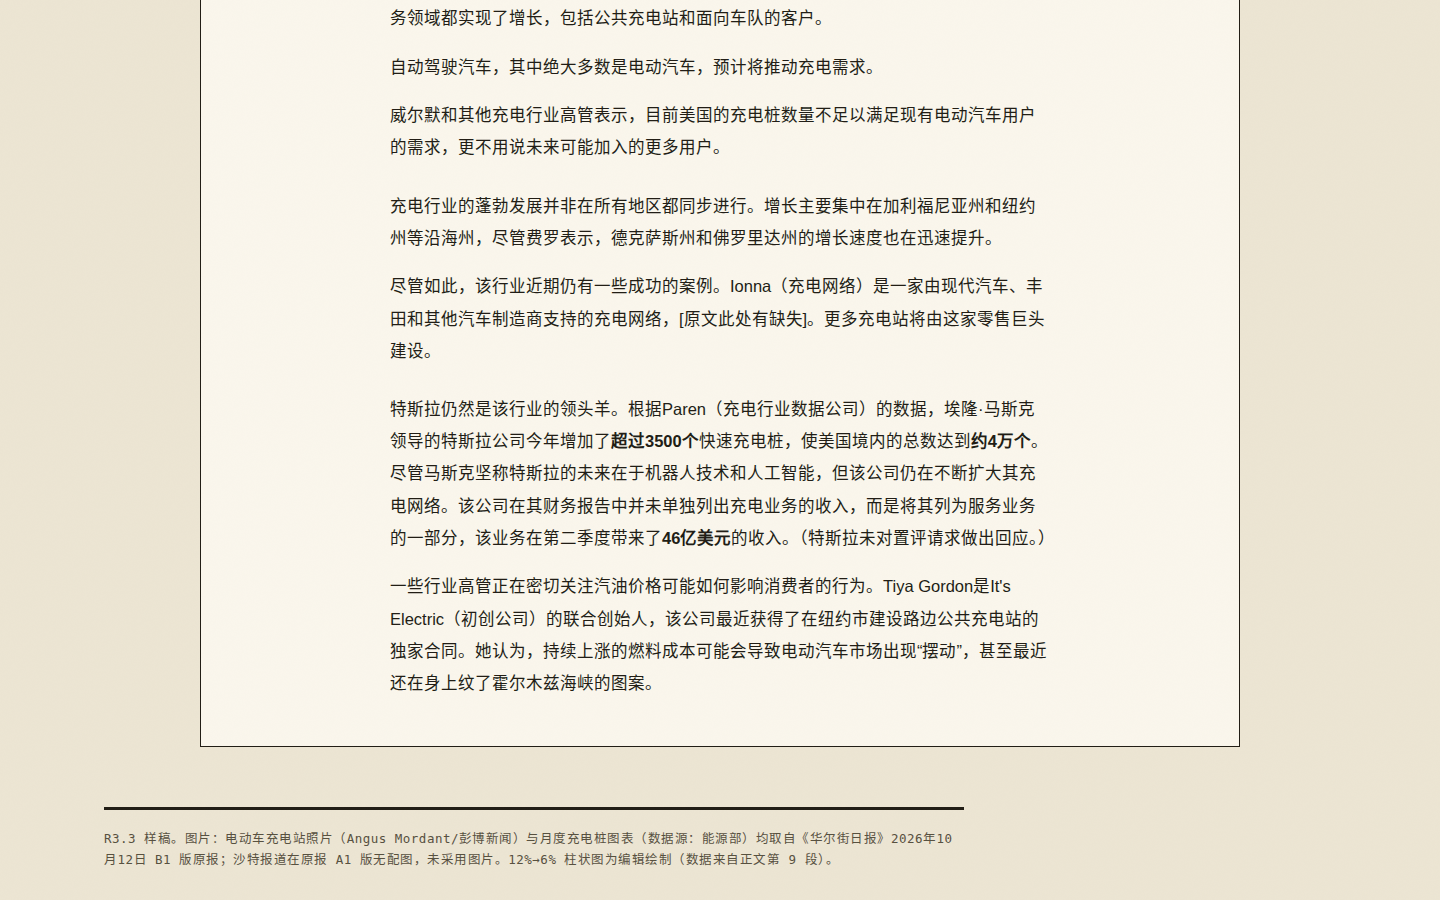 务领域都实现了增长，包括公共充电站和面向车队的客户。
自动驾驶汽车，其中绝大多数是电动汽车，预计将推动充电需求。
威尔默和其他充电行业高管表示，目前美国的充电桩数量不足以满足现有电动汽车用户
的需求，更不用说未来可能加入的更多用户。
充电行业的蓬勃发展并非在所有地区都同步进行。增长主要集中在加利福尼亚州和纽约
州等沿海州，尽管费罗表示，德克萨斯州和佛罗里达州的增长速度也在迅速提升。
尽管如此，该行业近期仍有一些成功的案例。Ionna（充电网络）是一家由现代汽车、丰
田和其他汽车制造商支持的充电网络，[原文此处有缺失]。更多充电站将由这家零售巨头
建设。
特斯拉仍然是该行业的领头羊。根据Paren（充电行业数据公司）的数据，埃隆·马斯克
领导的特斯拉公司今年增加了超过3500个快速充电桩，使美国境内的总数达到约4万个。
尽管马斯克坚称特斯拉的未来在于机器人技术和人工智能，但该公司仍在不断扩大其充
电网络。该公司在其财务报告中并未单独列出充电业务的收入，而是将其列为服务业务
的一部分，该业务在第二季度带来了46亿美元的收入。（特斯拉未对置评请求做出回应。）
一些行业高管正在密切关注汽油价格可能如何影响消费者的行为。Tiya Gordon是It's
Electric（初创公司）的联合创始人，该公司最近获得了在纽约市建设路边公共充电站的
独家合同。她认为，持续上涨的燃料成本可能会导致电动汽车市场出现“摆动”，甚至最近
还在身上纹了霍尔木兹海峡的图案。
R3.3 样稿。图片：电动车充电站照片（Angus Mordant/彭博新闻）与月度充电桩图表（数据源：能源部）均取自《华尔街日报》2026年10
月12日 B1 版原报；沙特报道在原报 A1 版无配图，未采用图片。12%→6% 柱状图为编辑绘制（数据来自正文第 9 段）。